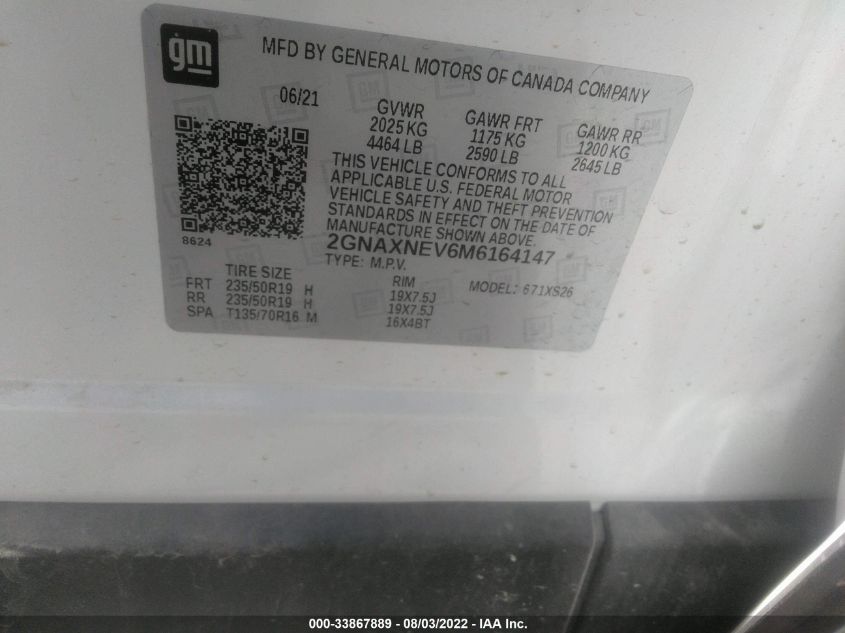 gm
MFD BY GENERAL MOTORS OF CANADA COMPANY
06/21
GVWR
2025 KG
4464 LB
GAWR FRT
1175 KG
2590 LB
GAWR RR
1200 KG
2645 LB
THIS VEHICLE CONFORMS TO ALL
APPLICABLE U.S. FEDERAL MOTOR
VEHICLE SAFETY AND THEFT PREVENTION
STANDARDS IN EFFECT ON THE DATE OF
MANUFACTURE SHOWN ABOVE.
8624
2GNAXNEV6M6164147
TYPE: M.P.V.
MODEL: 671XS26
TIRE SIZE
RIM
FRT 235/50R19 H 19X7.5J
RR 235/50R19 H 19X7.5J
SPA T135/70R16 M 16X4BT
000-33867889 - 08/03/2022 - IAA Inc.